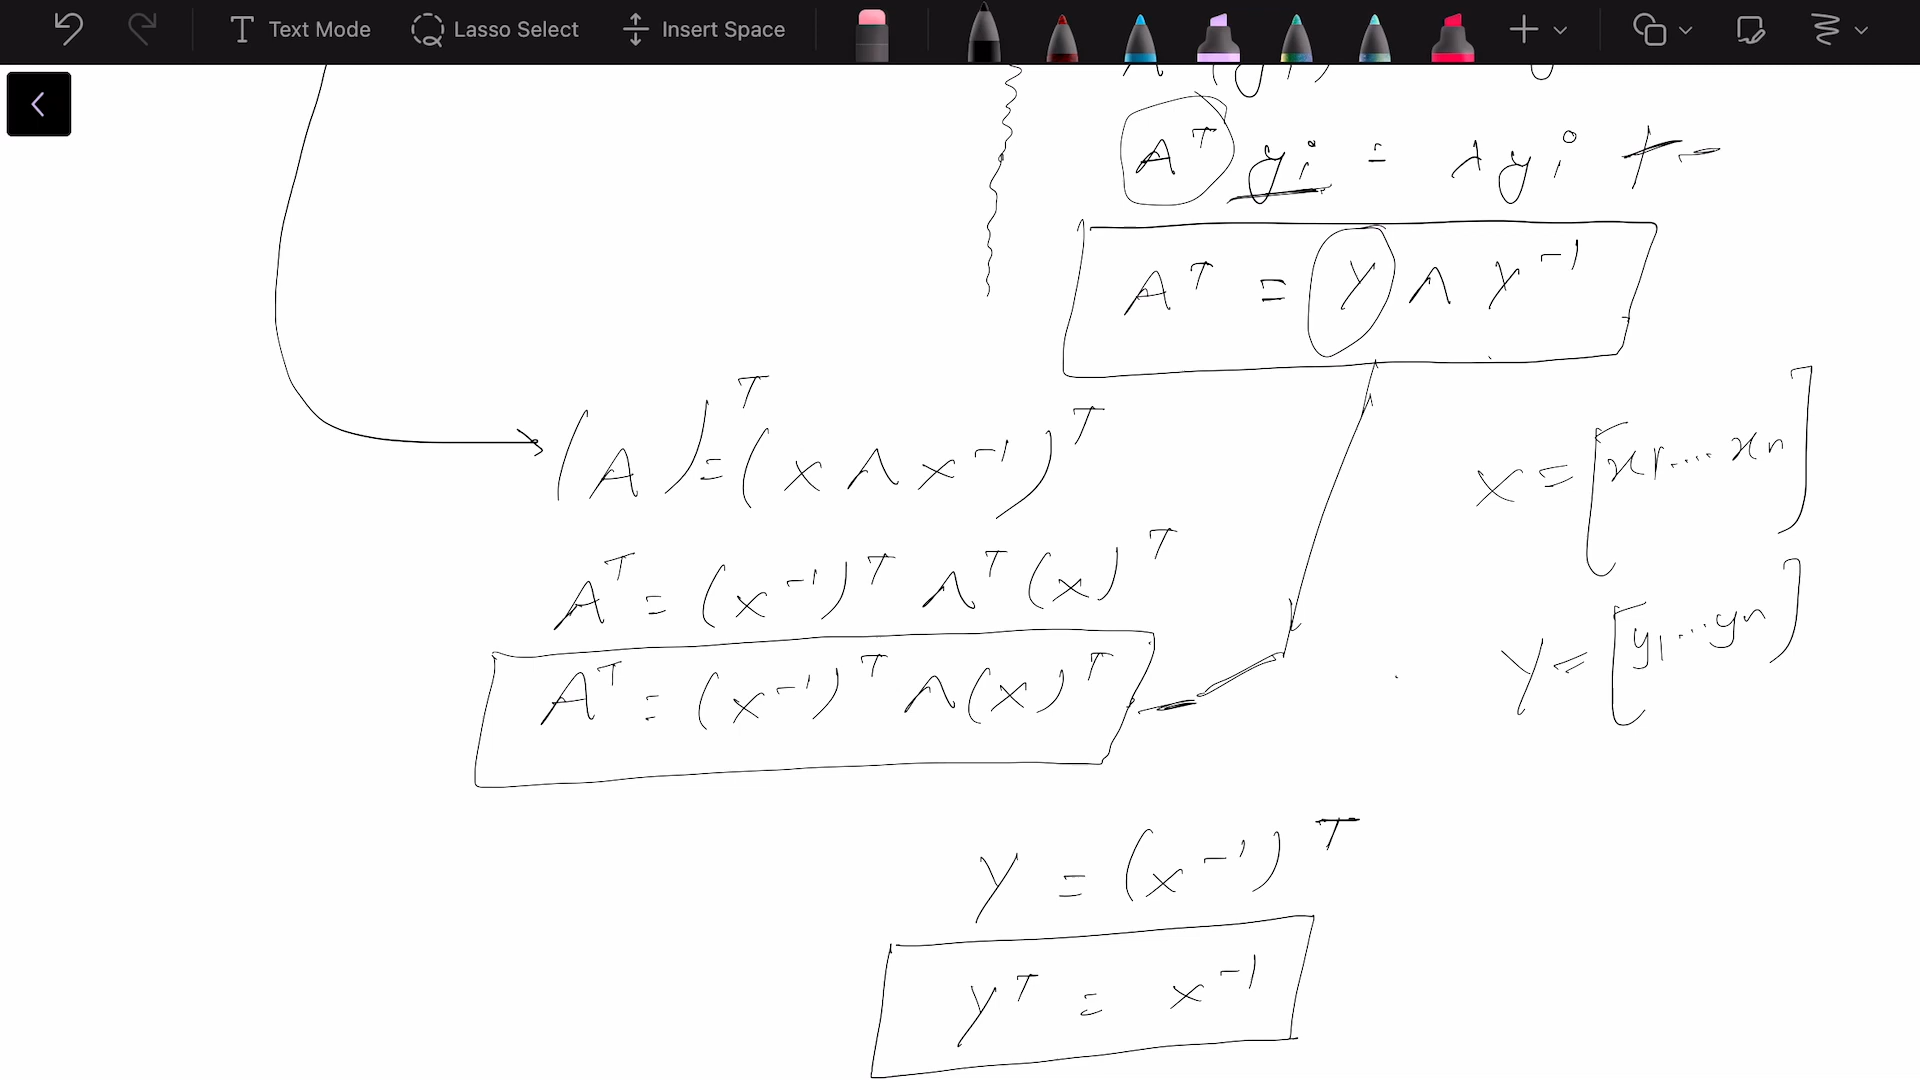 Text Mode Lasso Select Insert Space
Aᵀ yi = λ yi
Aᵀ = Y Λ Y⁻¹
(A)ᵀ = (X Λ X⁻¹)ᵀ
X = [x1 .... xn]
Aᵀ = (X⁻¹)ᵀ Λᵀ (X)ᵀ
Y = [y1 ... yn]
Aᵀ = (X⁻¹)ᵀ Λ (X)ᵀ
Y = (X⁻¹)ᵀ
Yᵀ = X⁻¹